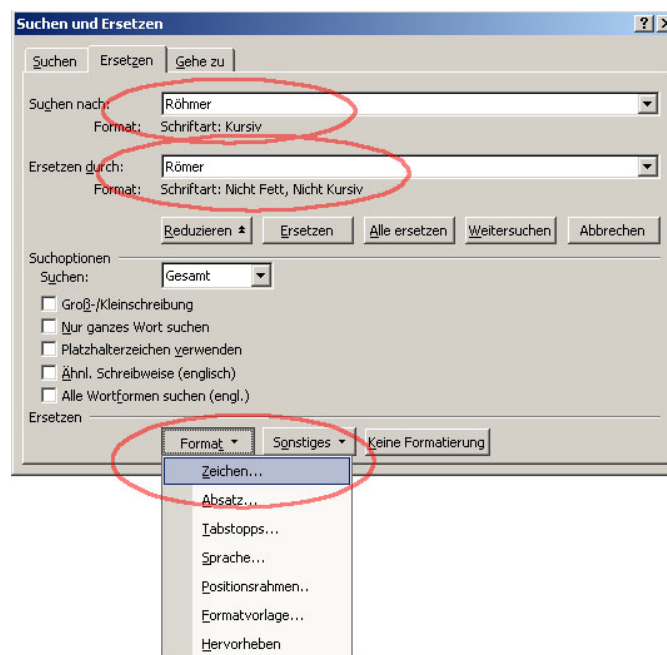 Suchen und Ersetzen
Suchen Ersetzen Gehe zu
Suchen nach: Röhmer
Format: Schriftart: Kursiv
Ersetzen durch: Römer
Format: Schriftart: Nicht Fett, Nicht Kursiv
Reduzieren Ersetzen Alle ersetzen Weitersuchen Abbrechen
Suchoptionen
Suchen: Gesamt
Groß-/Kleinschreibung
Nur ganzes Wort suchen
Platzhalterzeichen verwenden
Ähnl. Schreibweise (englisch)
Alle Wortformen suchen (engl.)
Ersetzen
Format Sonstiges Keine Formatierung
Zeichen...
Absatz...
Tabstopps...
Sprache...
Positionsrahmen..
Formatvorlage...
Hervorheben